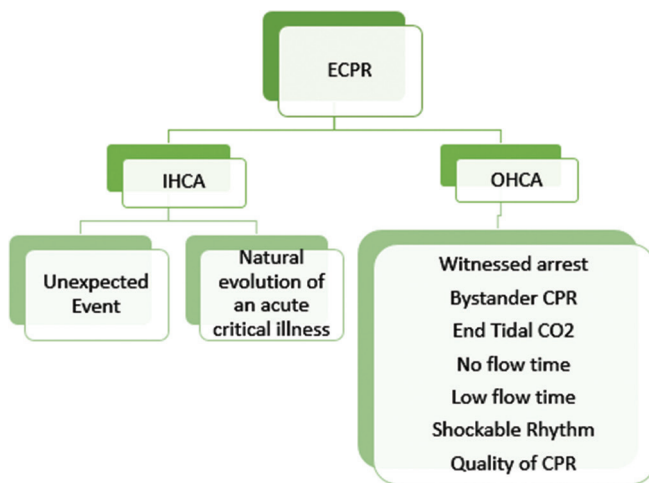 ECPR
IHCA
OHCA
Unexpected
Event
Natural
evolution of
an acute
critical illness
Witnessed arrest
Bystander CPR
End Tidal CO2
No flow time
Low flow time
Shockable Rhythm
Quality of CPR